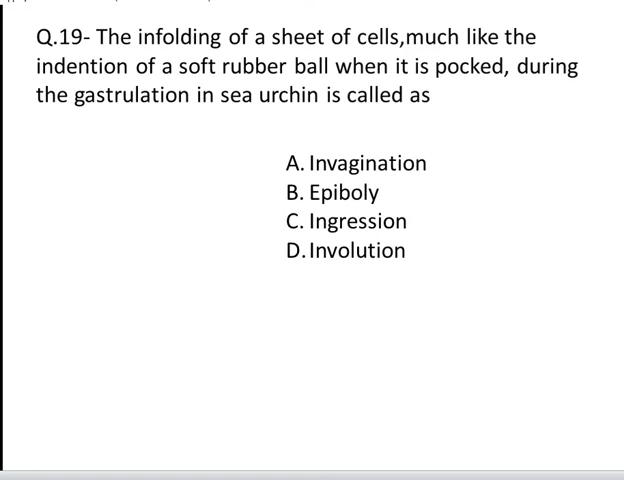 Q.19- The infolding of a sheet of cells,much like the
indention of a soft rubber ball when it is pocked, during
the gastrulation in sea urchin is called as
A. Invagination
B. Epiboly
C. Ingression
D. Involution